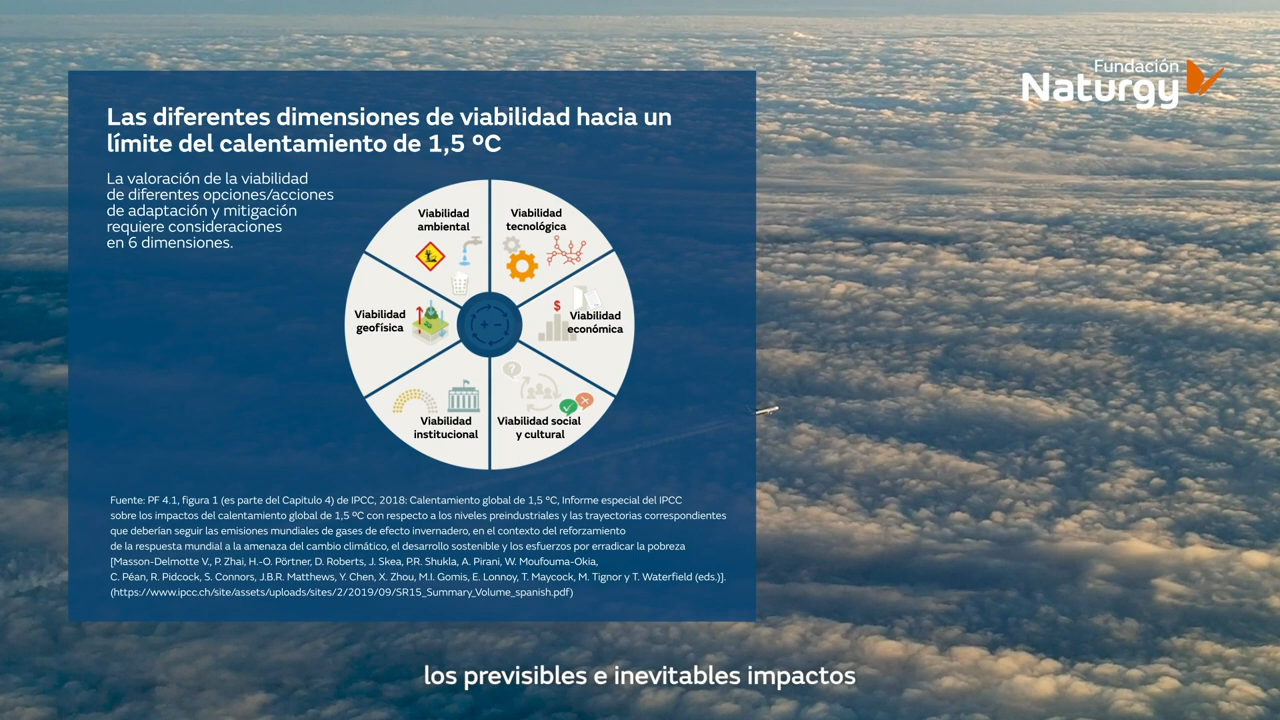 Fundación
Naturgy
Las diferentes dimensiones de viabilidad hacia un
límite del calentamiento de 1,5 ºC
La valoración de la viabilidad
de diferentes opciones/acciones
de adaptación y mitigación
requiere consideraciones
en 6 dimensiones.
Viabilidad
ambiental
Viabilidad
tecnológica
Viabilidad
geofísica
$
Viabilidad
económica
?
Viabilidad
institucional
Viabilidad social
y cultural
Fuente: PF 4.1, figura 1 (es parte del Capitulo 4) de IPCC, 2018: Calentamiento global de 1,5 ºC, Informe especial del IPCC
sobre los impactos del calentamiento global de 1,5 ºC con respecto a los niveles preindustriales y las trayectorias correspondientes
que deberían seguir las emisiones mundiales de gases de efecto invernadero, en el contexto del reforzamiento
de la respuesta mundial a la amenaza del cambio climático, el desarrollo sostenible y los esfuerzos por erradicar la pobreza
[Masson-Delmotte V., P. Zhai, H.-O. Pörtner, D. Roberts, J. Skea, P.R. Shukla, A. Pirani, W. Moufouma-Okia,
C. Péan, R. Pidcock, S. Connors, J.B.R. Matthews, Y. Chen, X. Zhou, M.I. Gomis, E. Lonnoy, T. Maycock, M. Tignor y T. Waterfield (eds.)].
(https://www.ipcc.ch/site/assets/uploads/sites/2/2019/09/SR15_Summary_Volume_spanish.pdf)
los previsibles e inevitables impactos